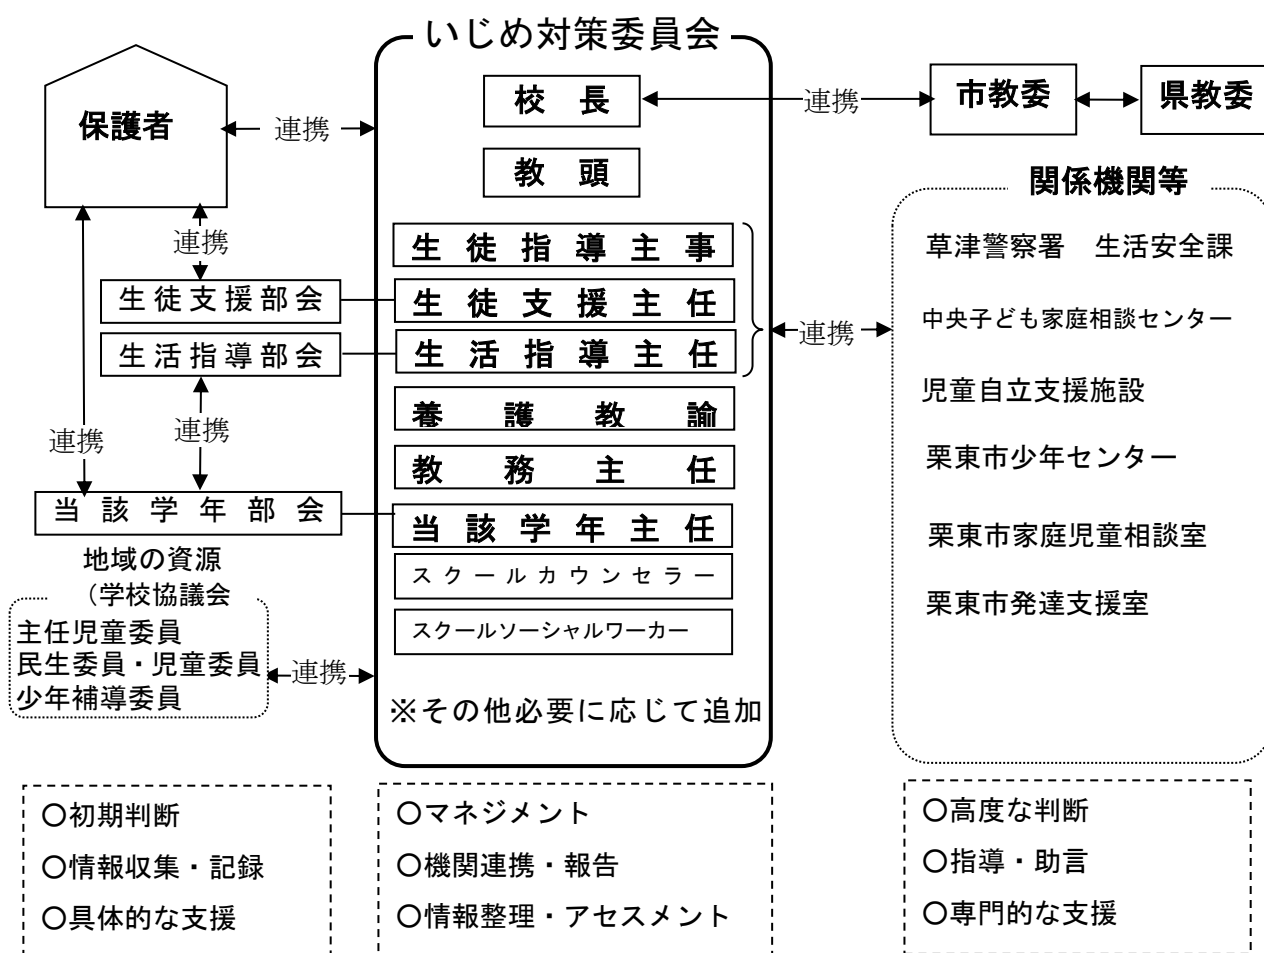 いじめ対策委員会
保護者
連携
校長
教頭
連携
市教委
県教委
連携
生徒支援部会
生活指導部会
連携
連携
当該学年部会
生徒指導主事
生徒支援主任
生活指導主任
養護教諭
教務主任
当該学年主任
スクールカウンセラー
スクールソーシャルワーカー
※その他必要に応じて追加
連携
関係機関等
草津警察署　生活安全課
中央子ども家庭相談センター
児童自立支援施設
栗東市少年センター
栗東市家庭児童相談室
栗東市発達支援室
地域の資源
（学校協議会
主任児童委員
民生委員・児童委員
少年補導委員
連携
〇初期判断
〇情報収集・記録
〇具体的な支援
〇マネジメント
〇機関連携・報告
〇情報整理・アセスメント
〇高度な判断
〇指導・助言
〇専門的な支援